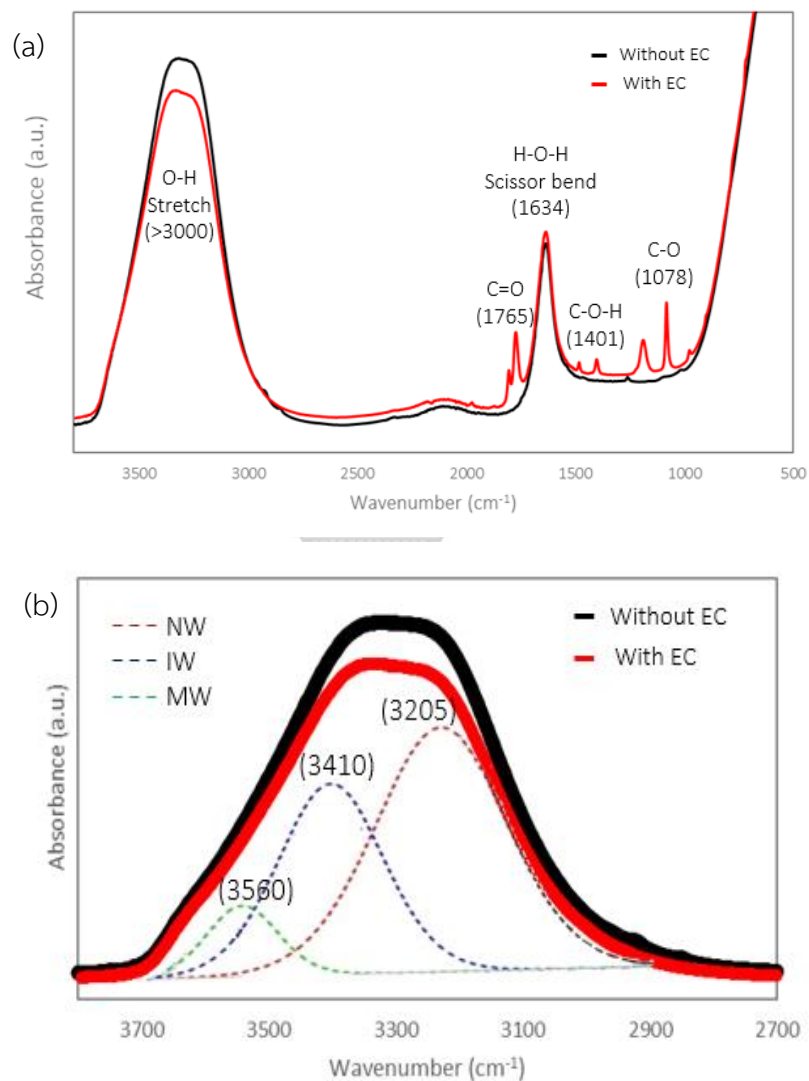 (a)
Without EC
With EC
O-H
Stretch
(>3000)
H-O-H
Scissor bend
(1634)
C=O
(1765)
C-O-H
(1401)
C-O
(1078)
Absorbance (a.u.)
3500 3000 2500 2000 1500 1000 500
Wavenumber (cm⁻¹)
(b)
NW
IW
MW
Without EC
With EC
(3205)
(3410)
(3560)
Absorbance (a.u.)
3700 3500 3300 3100 2900 2700
Wavenumber (cm⁻¹)